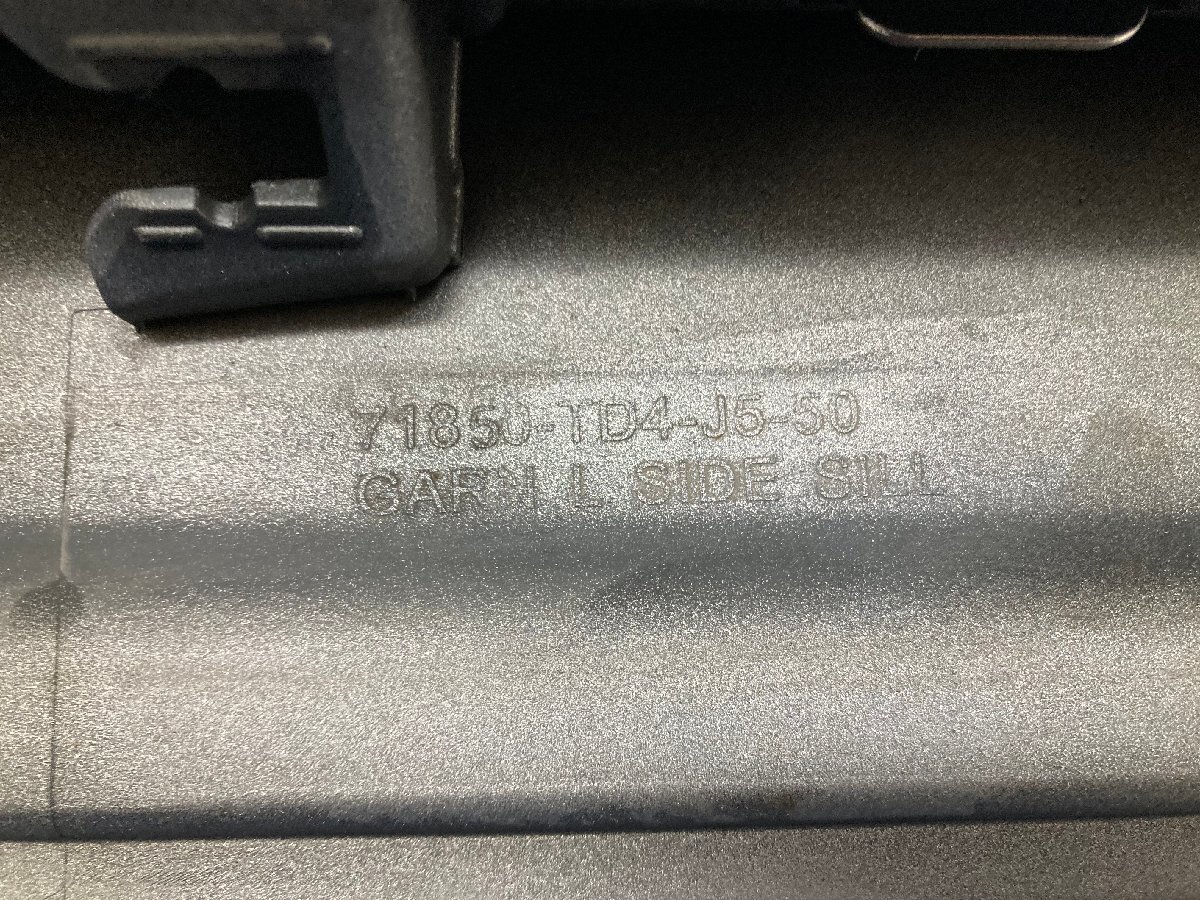 71850-TD4-J5-50
GARN L SIDE SILL